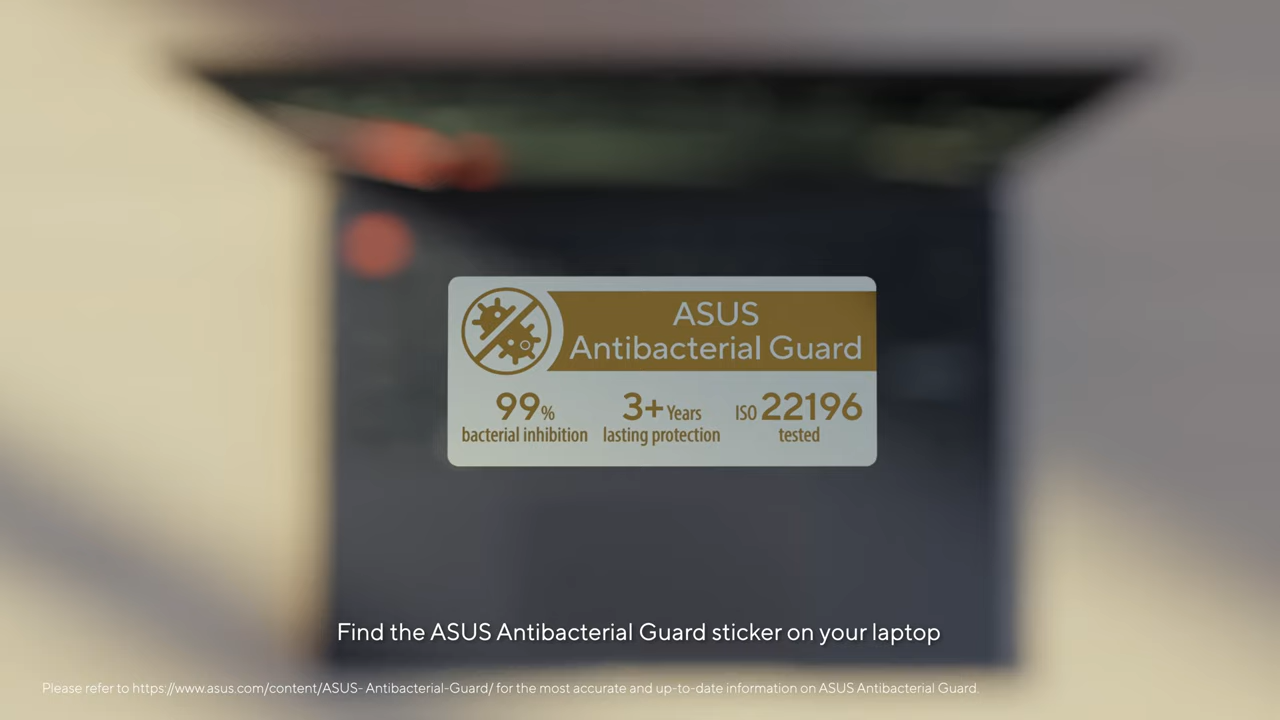 ASUS
Antibacterial Guard
99% 3+ Years ISO 22196
bacterial inhibition lasting protection tested
Find the ASUS Antibacterial Guard sticker on your laptop
Please refer to https://www.asus.com/content/ASUS- Antibacterial-Guard/ for the most accurate and up-to-date information on ASUS Antibacterial Guard.